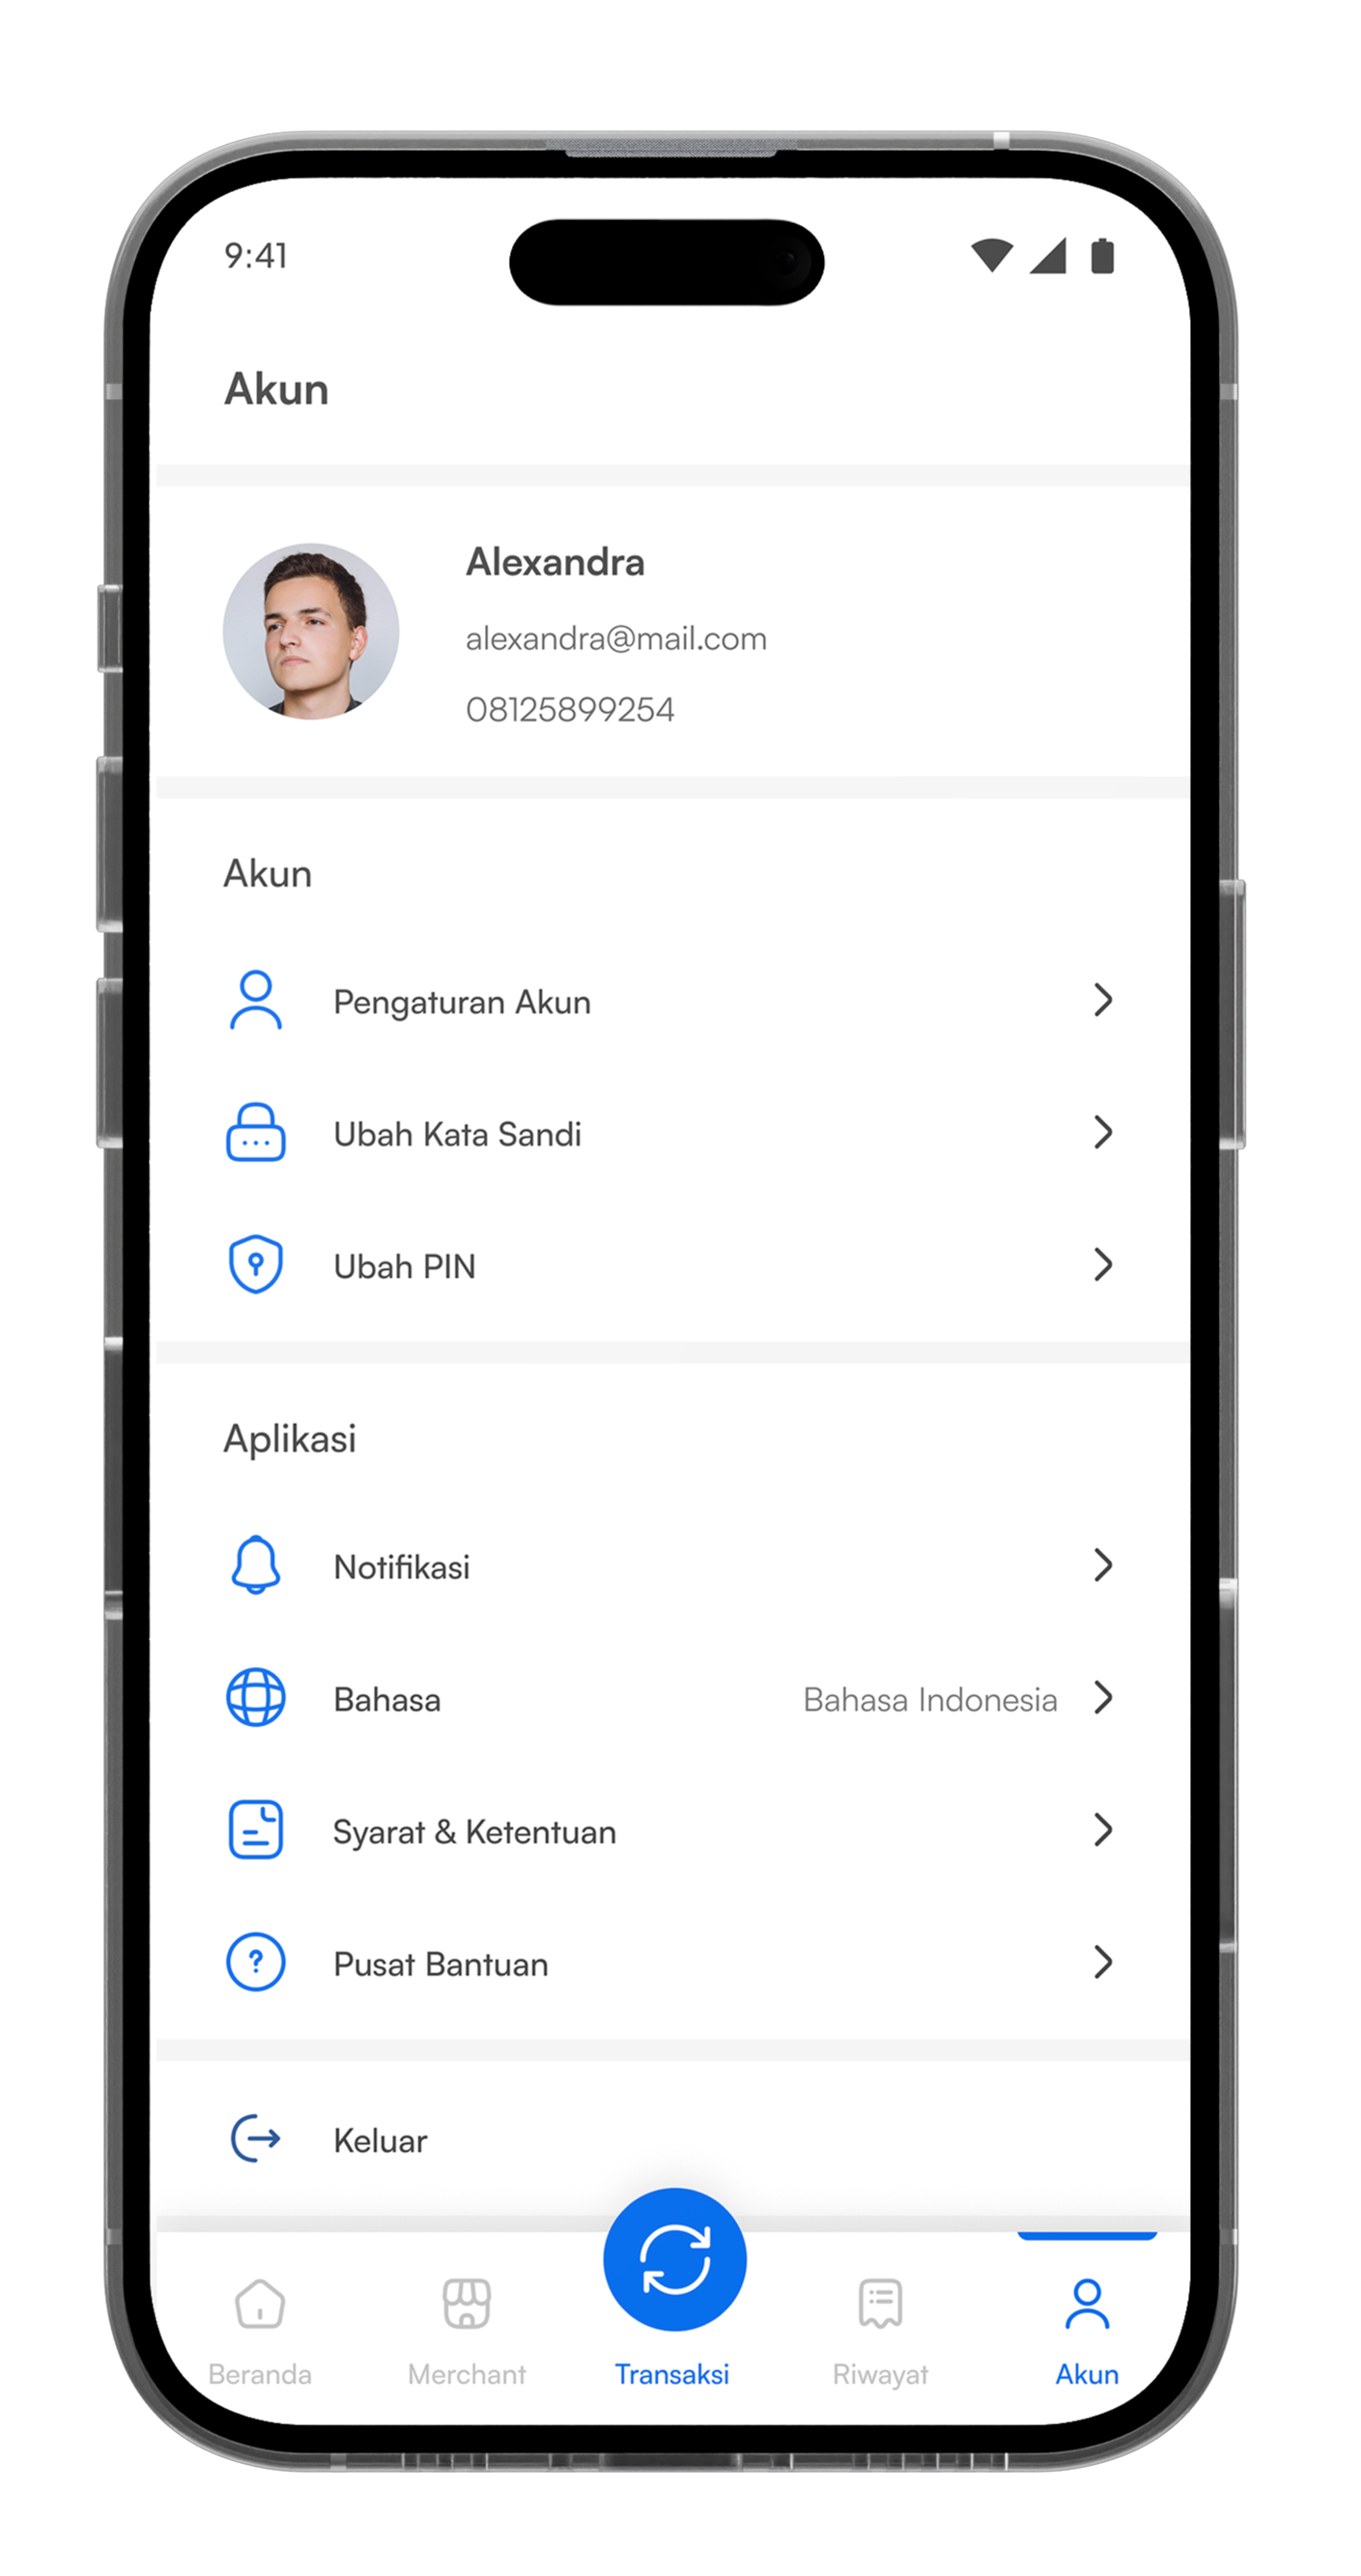 9:41
Akun
Alexandra
alexandra@mail.com
08125899254
Akun
Pengaturan Akun
Ubah Kata Sandi
Ubah PIN
Aplikasi
Notifikasi
Bahasa Bahasa Indonesia
Syarat & Ketentuan
Pusat Bantuan
Keluar
Beranda Merchant Transaksi Riwayat Akun